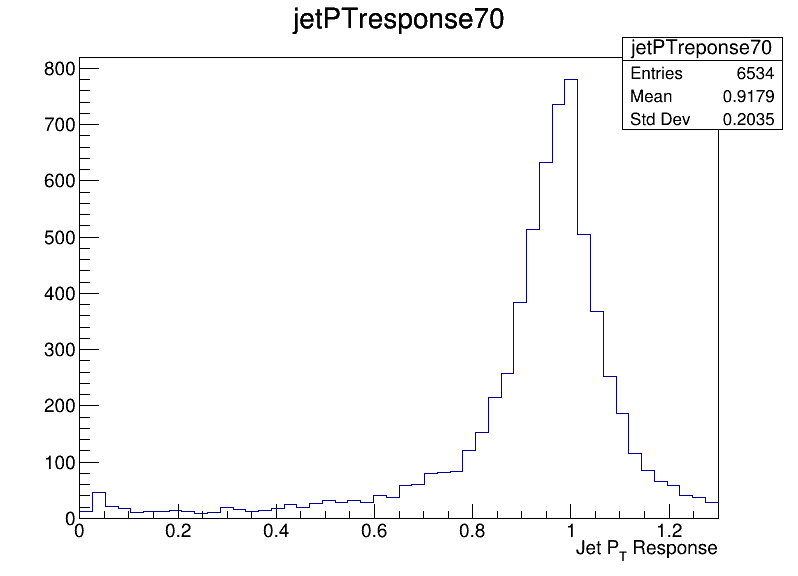 jetPTresponse70
jetPTreponse70
Entries 6534
Mean 0.9179
Std Dev 0.2035
800
700
600
500
400
300
200
100
0
0 0.2 0.4 0.6 0.8 1 1.2
Jet P_T Response